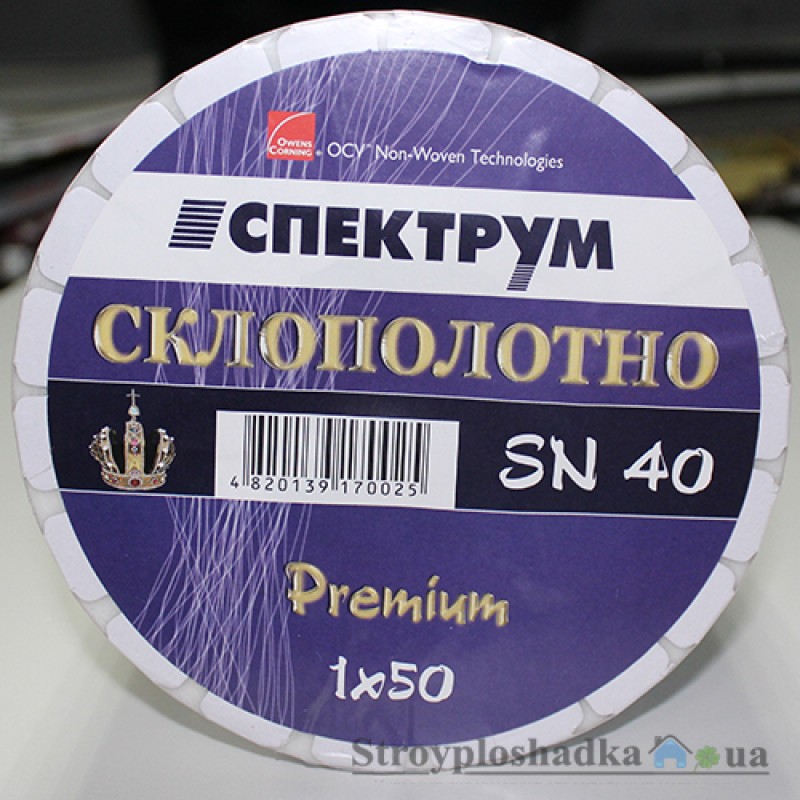 OWENS
CORNING
OCV™ Non-Woven Technologies
СПЕКТРУМ
СКЛОПОЛОТНО
SN 40
4 820139 170025
Premium
1x50
Stroyploshadka.ua